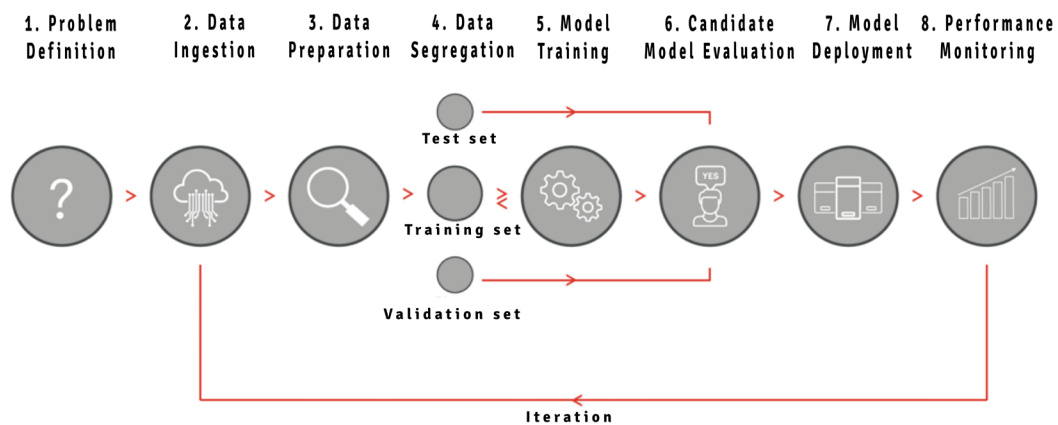 1. Problem
Definition
2. Data
Ingestion
3. Data
Preparation
4. Data
Segregation
5. Model
Training
6. Candidate
Model Evaluation
7. Model
Deployment
8. Performance
Monitoring
Test set
YES
Training set
Validation set
Iteration